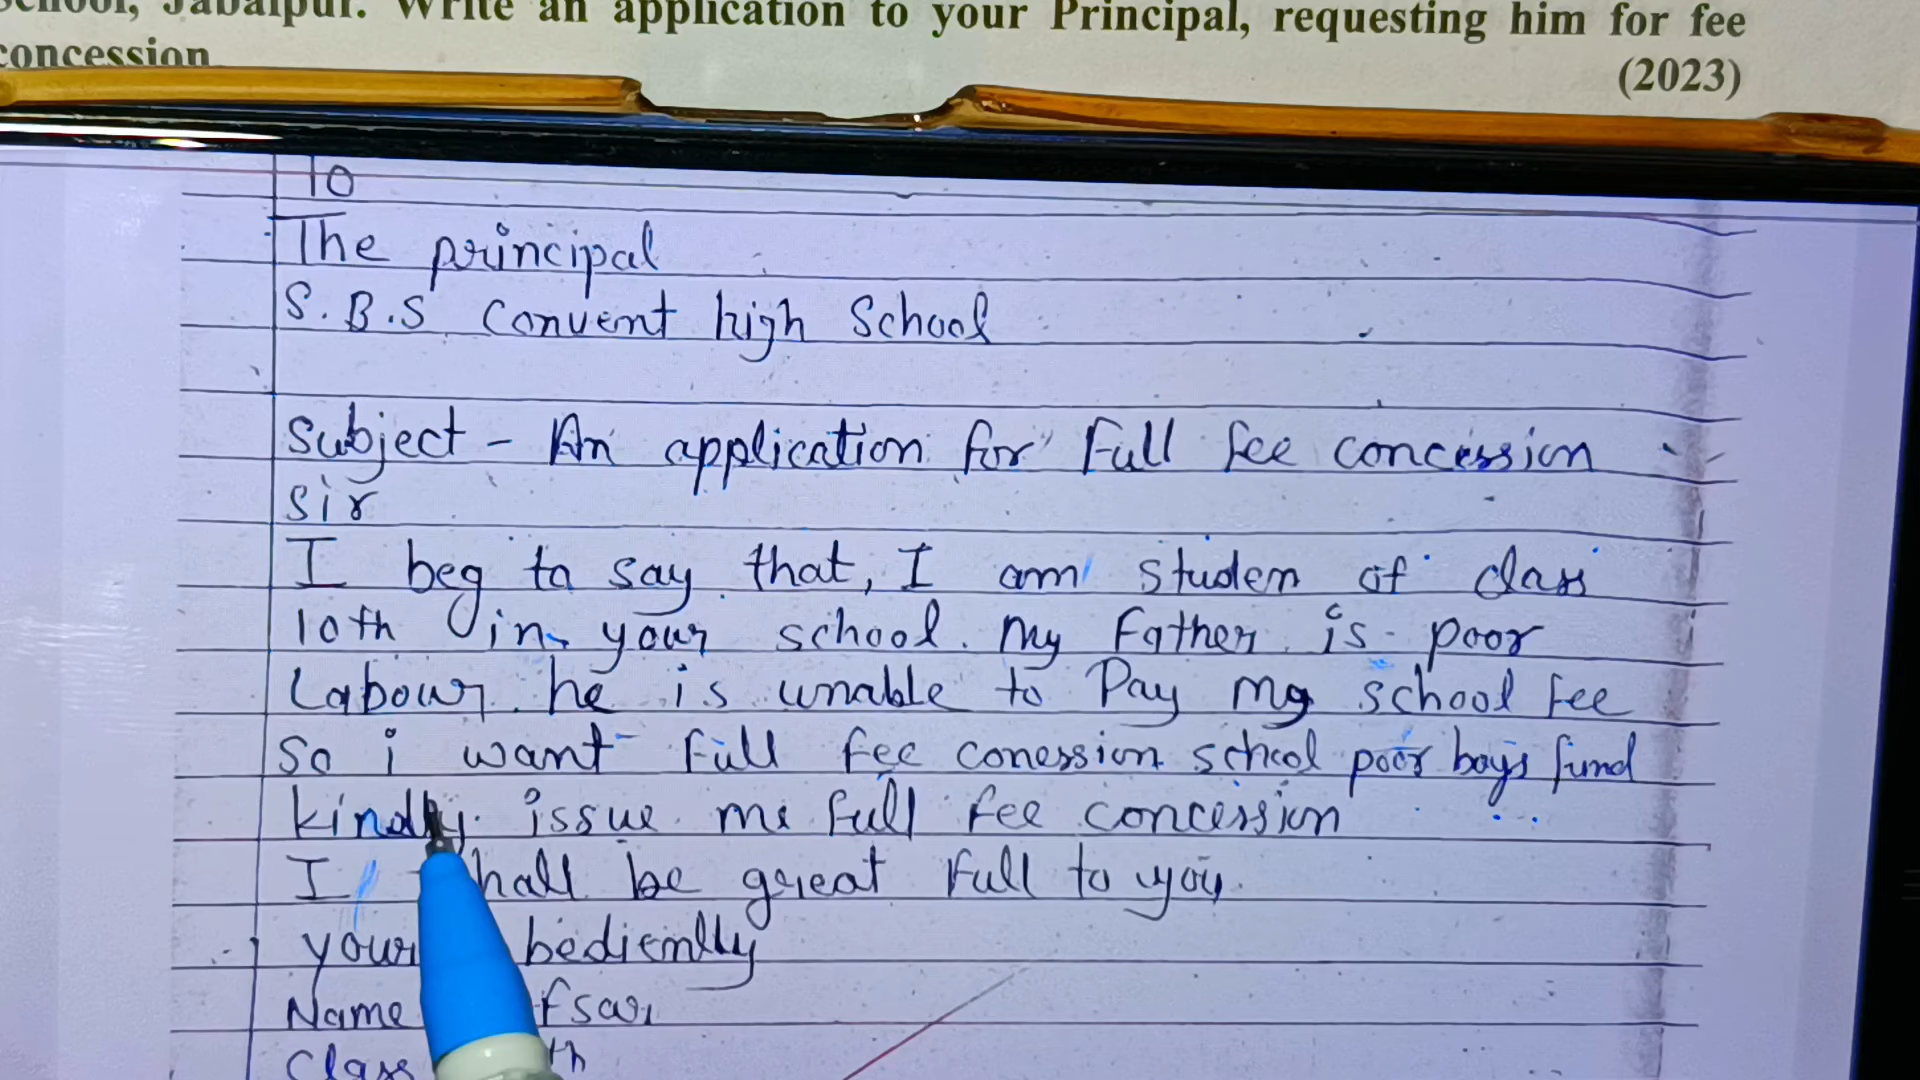 School, Jabalpur. Write an application to your Principal, requesting him for fee
concession
(2023)
To
The principal
S.B.S. Convent high School
Subject - An application for Full fee concession
Sir
I beg to say that, I am studen of class
10th in your school. My Father is poor
Labour he is unable to Pay my school fee
So i want Full fee conession school poor boys fund
kindly issue me full fee concession
I hall be great full to you
your bediently
Name fsar
Class th